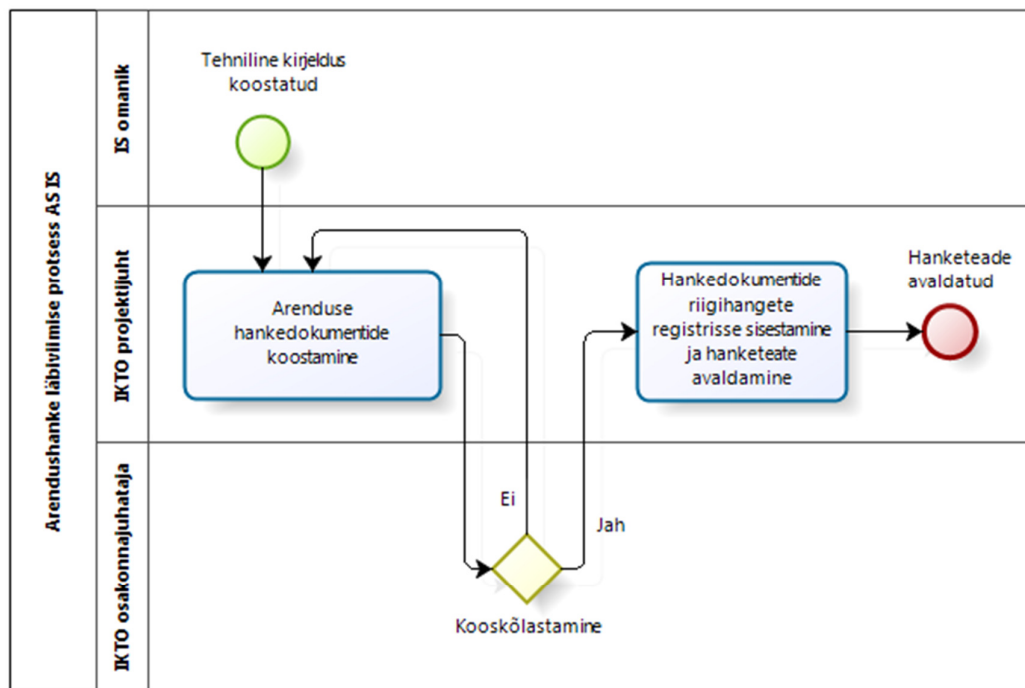 Arendushanke läbiviimise protsess AS IS
IS omanik
Tehniline kirjeldus
koostatud
IKTO projektijuht
Arenduse
hankedokumentide
koostamine
Hankedokumentide
riigihangete
registrisse sisestamine
ja hanketeate
avaldamine
Hanketeade
avaldatud
IKTO osakonnajuhataja
Ei
Jah
Kooskõlastamine